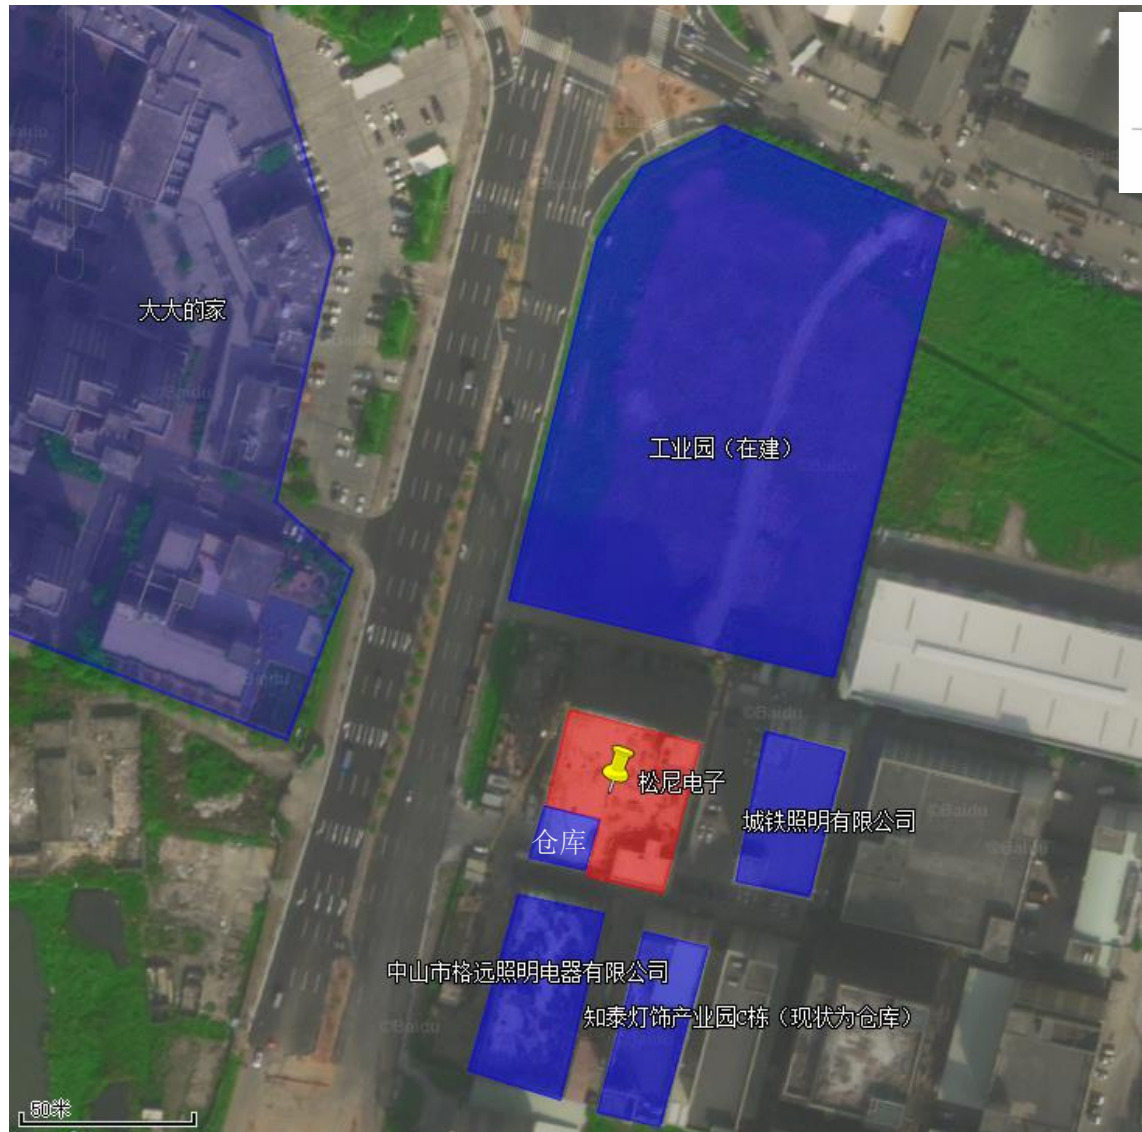 大大的家
工业园（在建）
松尼电子
城铁照明有限公司
仓库
中山市格远照明电器有限公司
知泰灯饰产业园C栋（现状为仓库）
50米
©Baidu